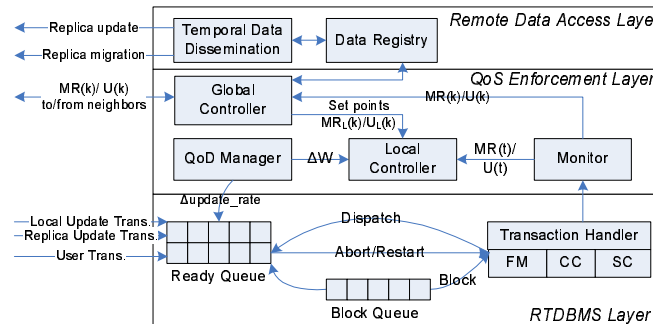 Remote Data Access Layer
Replica update
Replica migration
Temporal Data
Dissemination
Data Registry
QoS Enforcement Layer
MR(k)/ U(k)
to/from neighbors
Global
Controller
MR(k)/U(k)
Set points
MRL(k)/UL(k)
QoD Manager
ΔW
Local
Controller
MR(t)/
U(t)
Monitor
Δupdate_rate
Local Update Trans.
Replica Update Trans.
User Trans.
Ready Queue
Dispatch
Abort/Restart
Block
Block Queue
Transaction Handler
FM CC SC
RTDBMS Layer